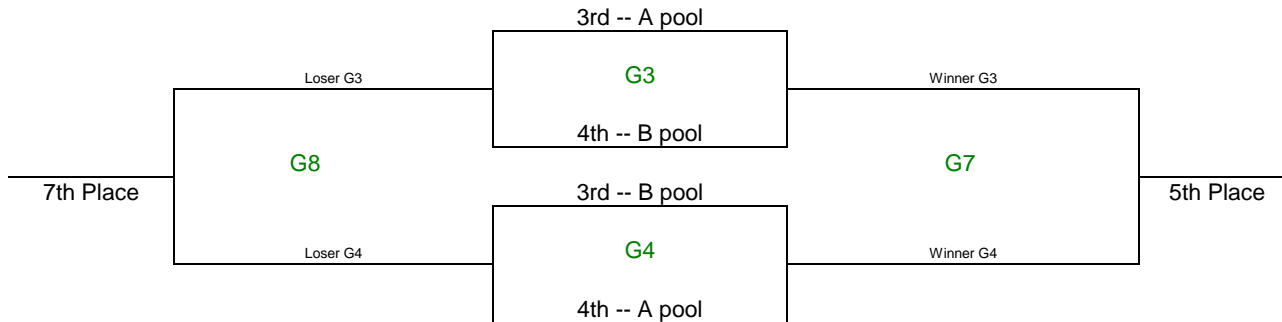 3rd -- A pool
Loser G3
G3
Winner G3
4th -- B pool
G8
G7
7th Place
3rd -- B pool
5th Place
Loser G4
G4
Winner G4
4th -- A pool